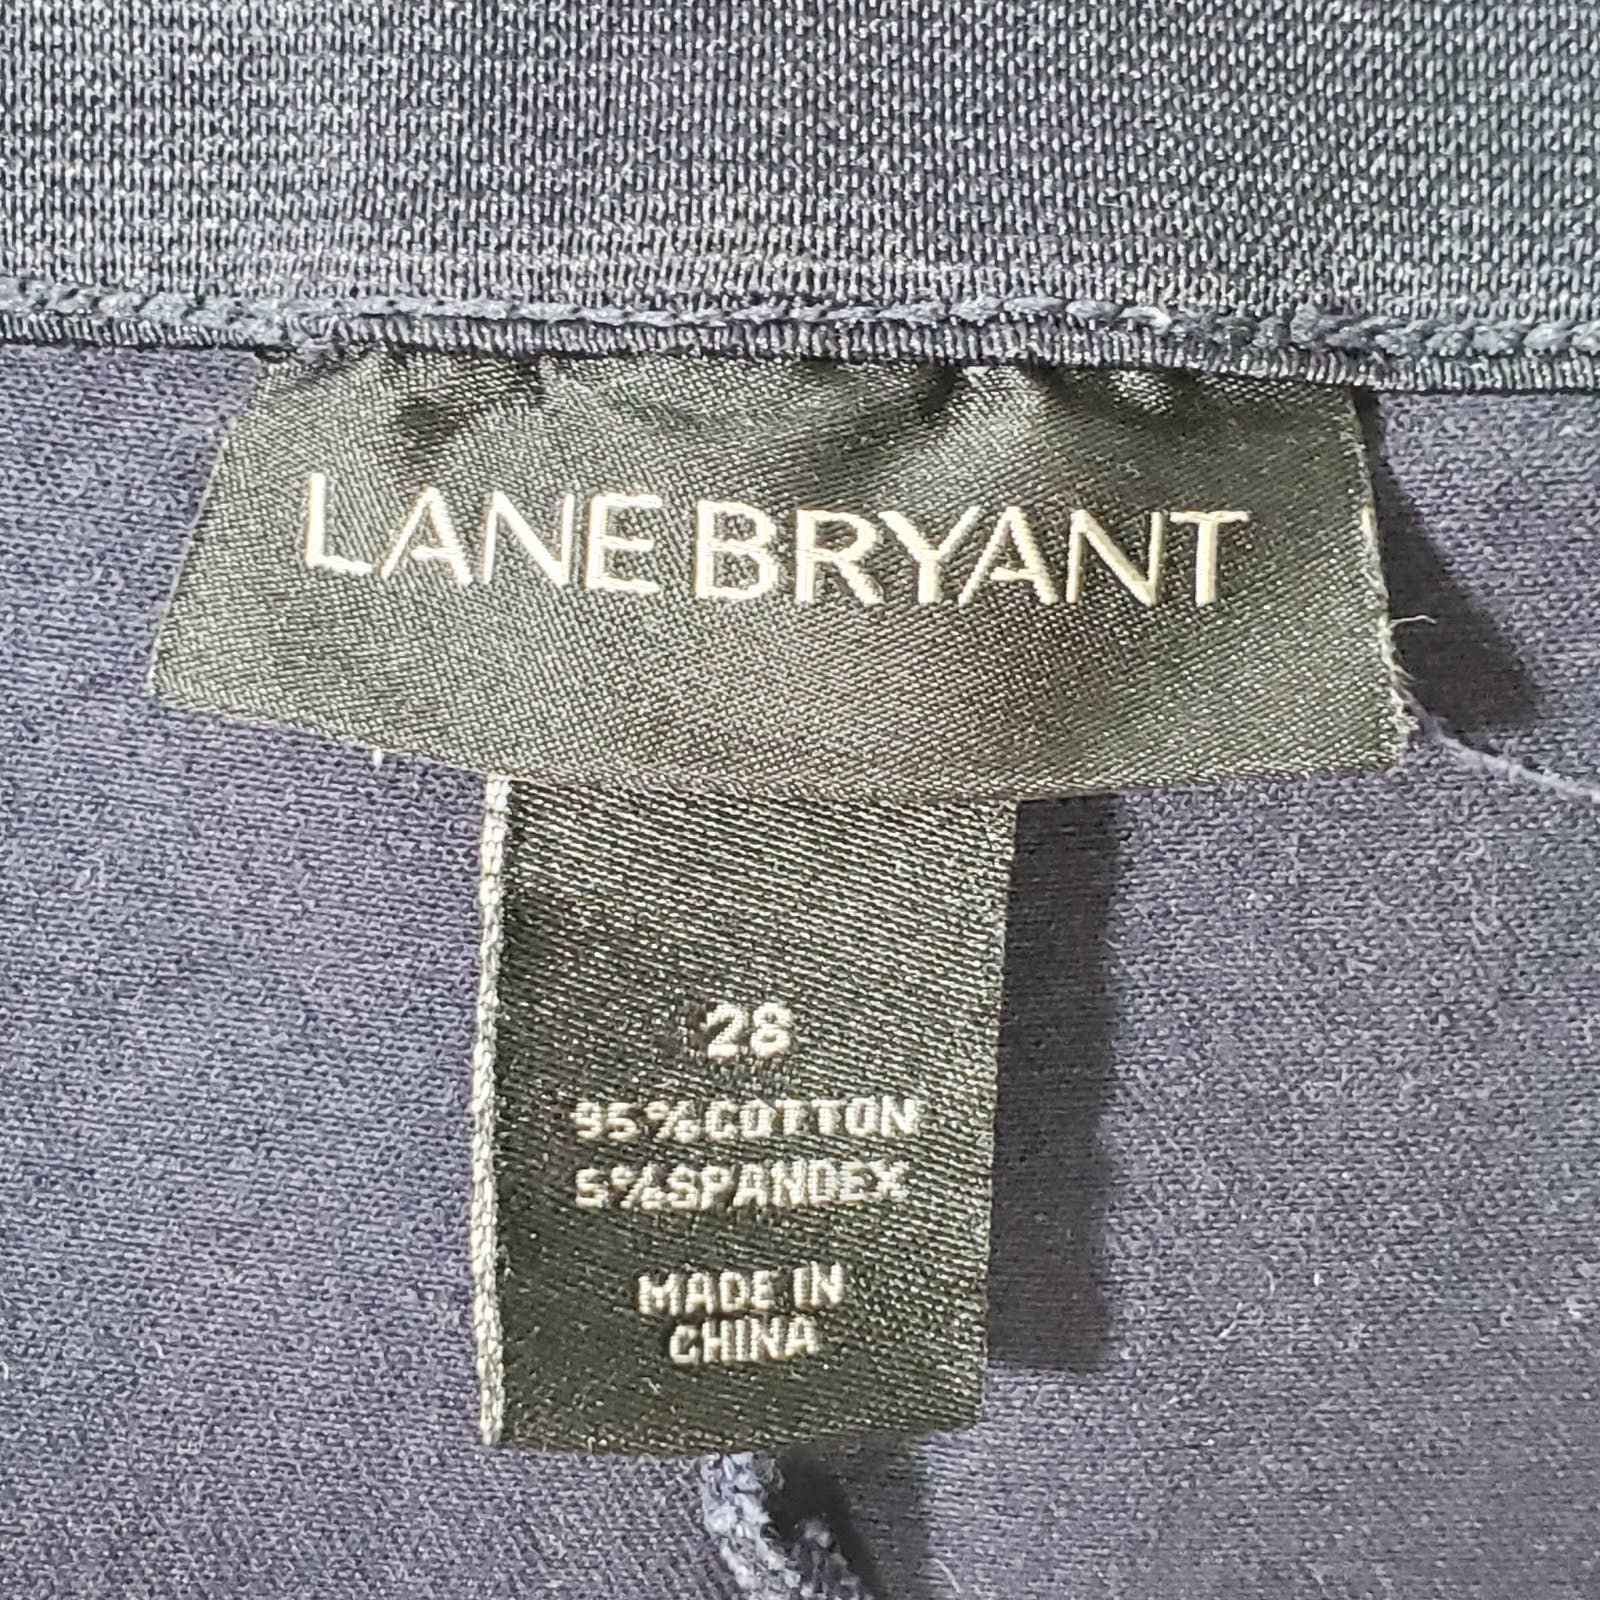 LANE BRYANT
28
95%COTTON
5%SPANDEX
MADE IN
CHINA